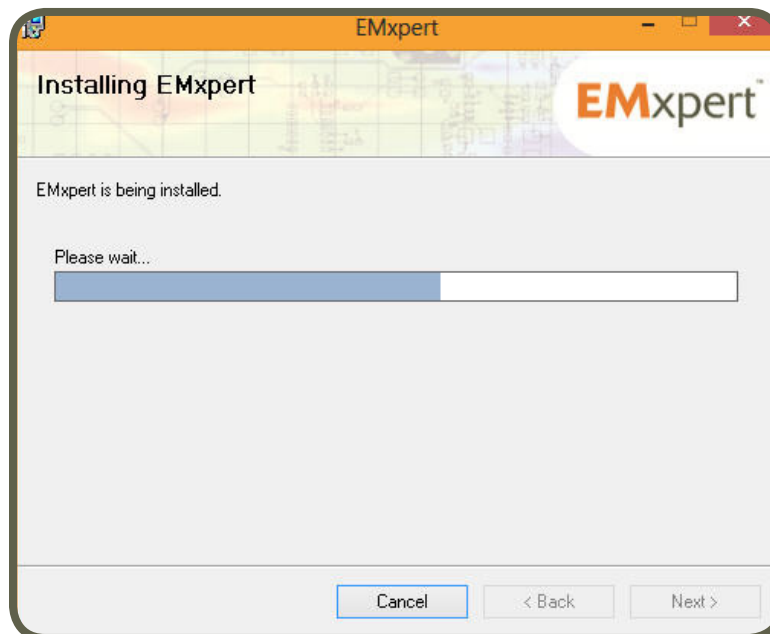 EMxpert
Installing EMxpert
EMxpert™
EMxpert is being installed.
Please wait...
Cancel
< Back
Next >